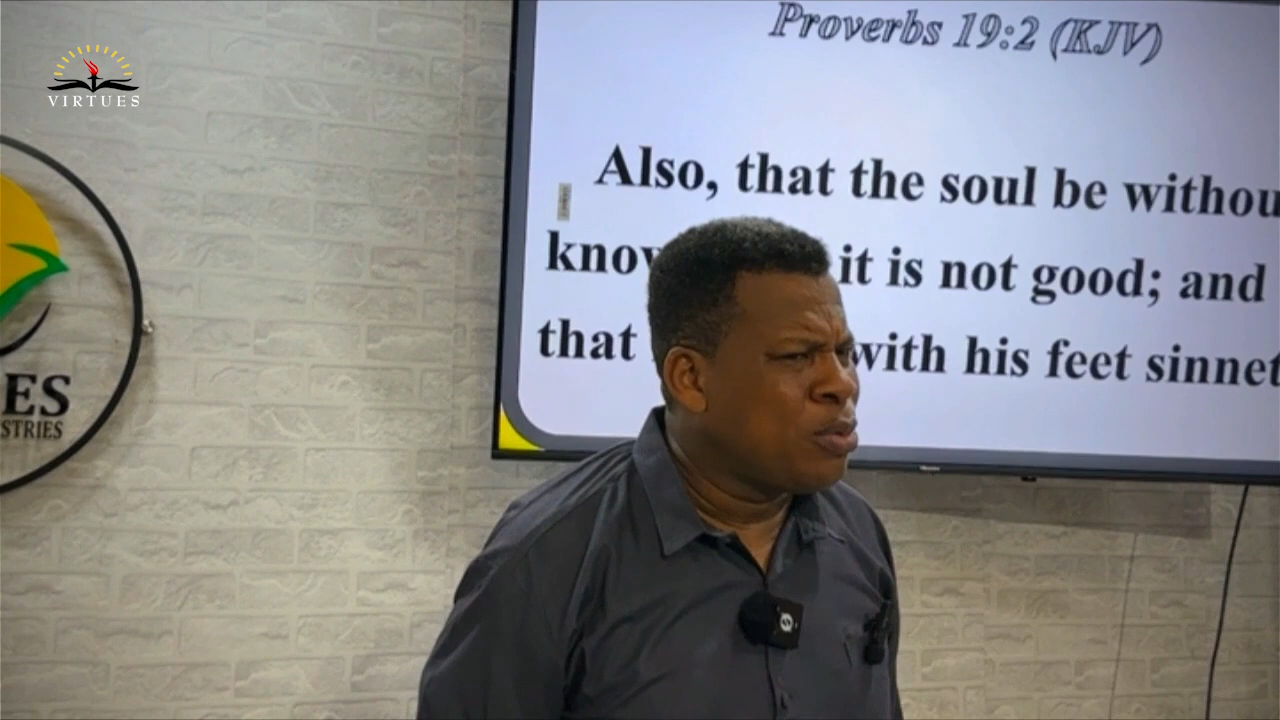 Proverbs 19:2 (KJV)
VIRTUES
Also, that the soul be withou
know it is not good; and
that with his feet sinnet
ES
STRIES